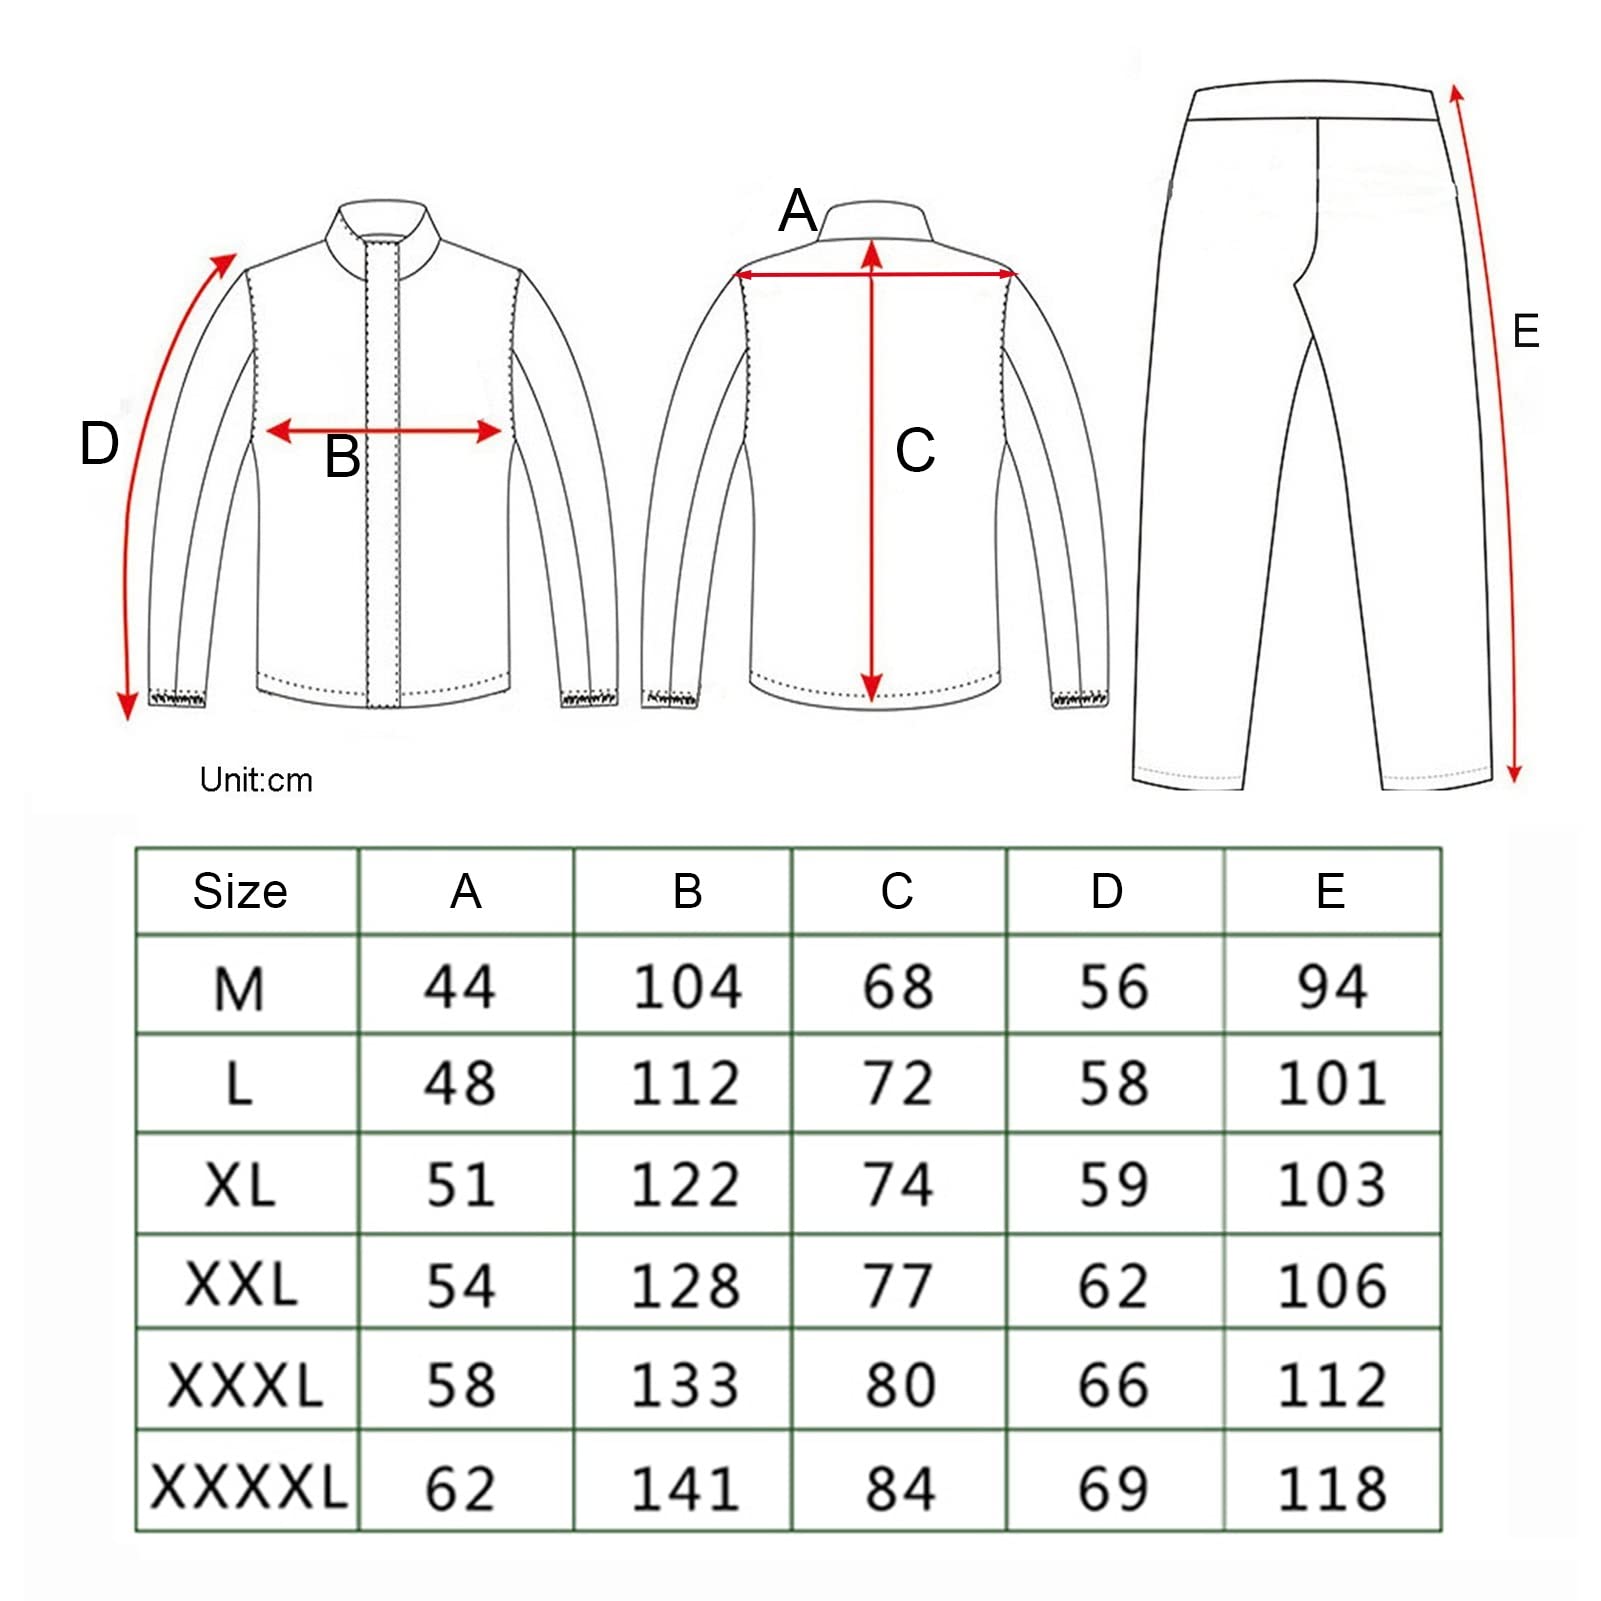 A
E
D
B
C
Unit:cm
Size A B C D E
M 44 104 68 56 94
L 48 112 72 58 101
XL 51 122 74 59 103
XXL 54 128 77 62 106
XXXL 58 133 80 66 112
XXXXL 62 141 84 69 118